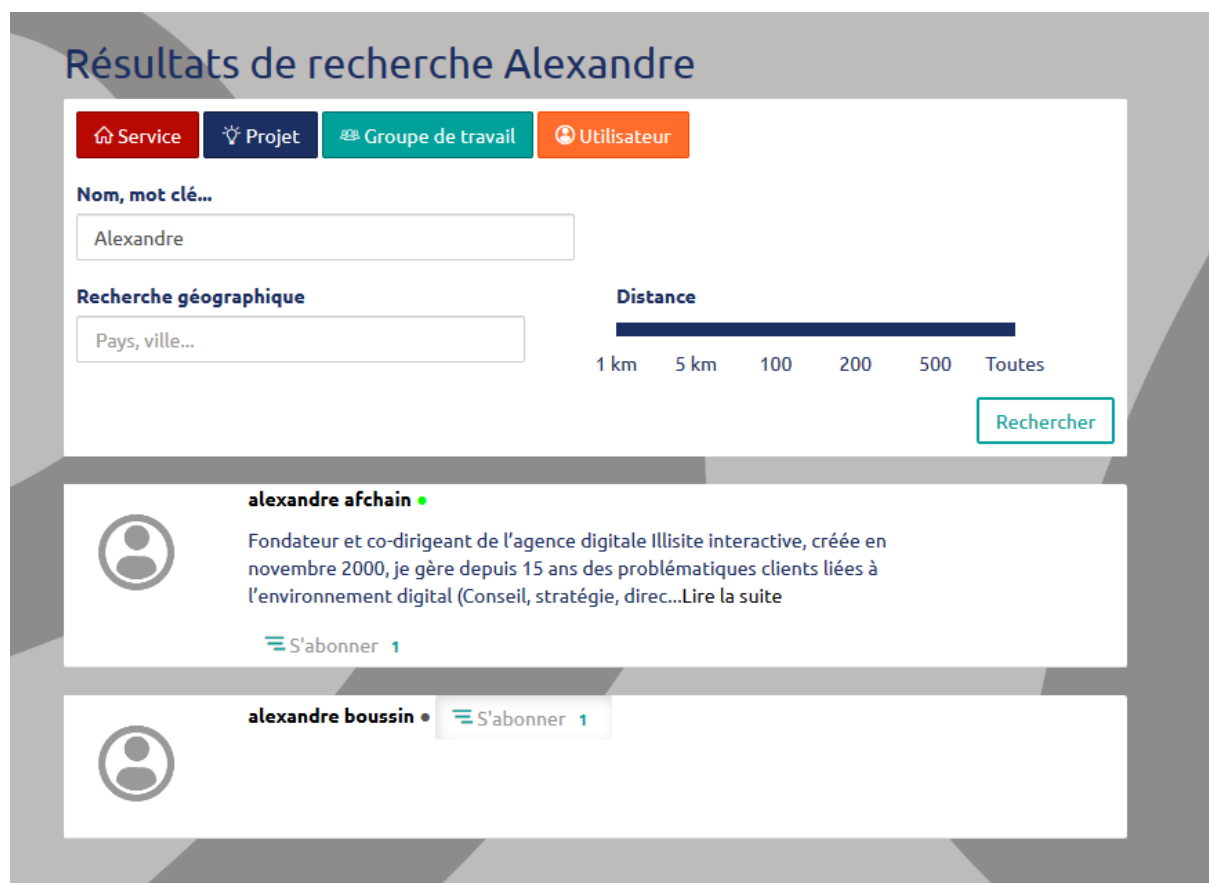 Résultats de recherche Alexandre
Service Projet Groupe de travail Utilisateur
Nom, mot clé...
Alexandre
Recherche géographique Distance
Pays, ville...
1 km 5 km 100 200 500 Toutes
Rechercher
alexandre afchain
Fondateur et co-dirigeant de l'agence digitale Illisite interactive, créée en
novembre 2000, je gère depuis 15 ans des problématiques clients liées à
l'environnement digital (Conseil, stratégie, direc...Lire la suite
S'abonner 1
alexandre boussin S'abonner 1